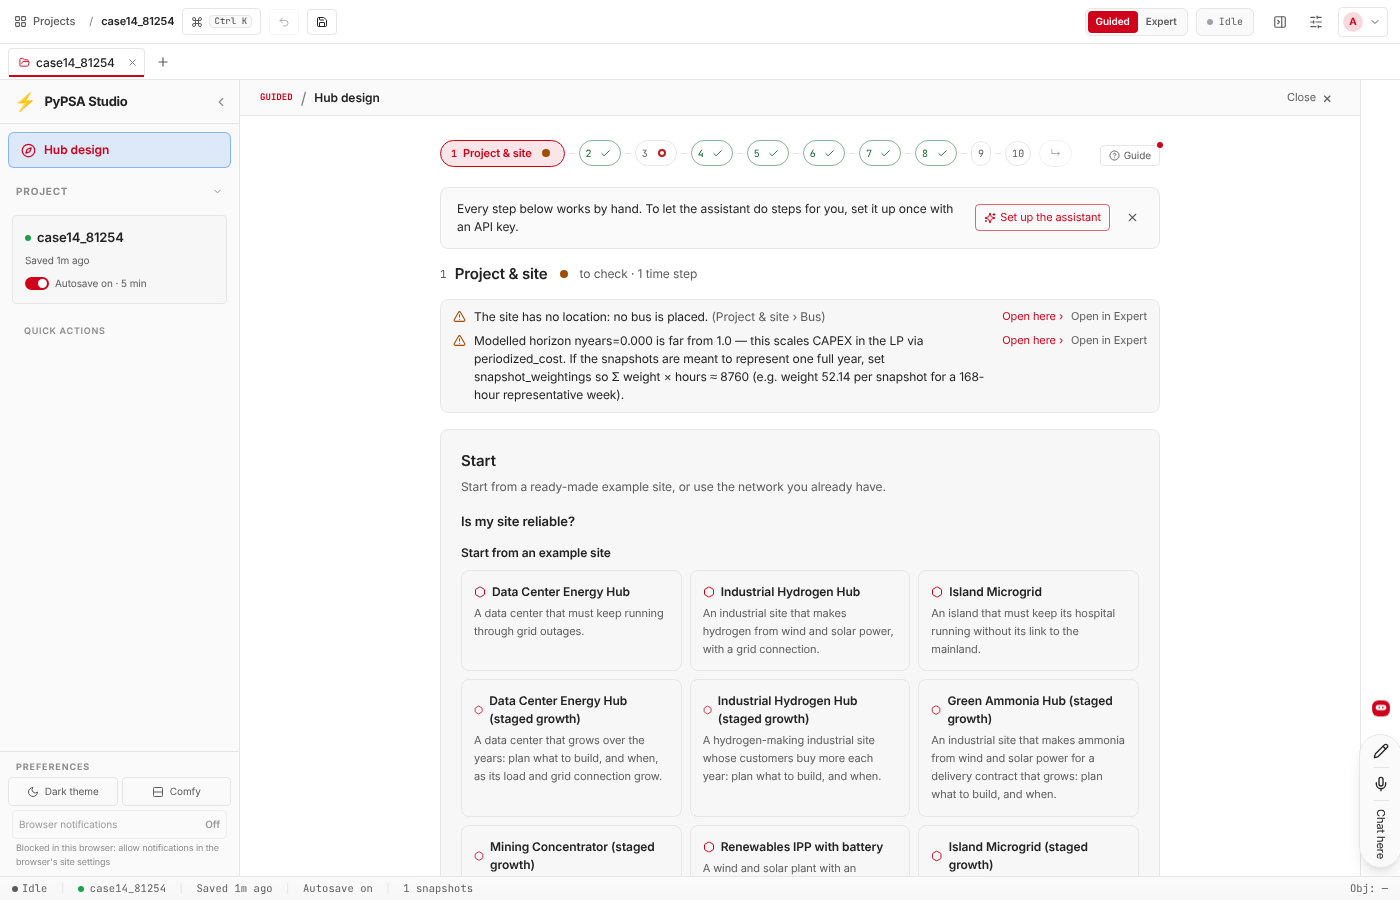 Projects / case14_81254 Ctrl K Guided Expert Idle A
case14_81254
PyPSA Studio
GUIDED / Hub design Close
Hub design
PROJECT
case14_81254
Saved 1m ago
Autosave on · 5 min
QUICK ACTIONS
PREFERENCES
Dark theme Comfy
Browser notifications Off
Blocked in this browser: allow notifications in the
browser's site settings
1 Project & site 2 3 4 5 6 7 8 9 10 Guide
Every step below works by hand. To let the assistant do steps for you, set it up once with
an API key.
Set up the assistant
1 Project & site to check · 1 time step
The site has no location: no bus is placed. (Project & site › Bus) Open here › Open in Expert
Modelled horizon nyears=0.000 is far from 1.0 — this scales CAPEX in the LP via Open here › Open in Expert
periodized_cost. If the snapshots are meant to represent one full year, set
snapshot_weightings so Σ weight × hours ≈ 8760 (e.g. weight 52.14 per snapshot for a 168-
hour representative week).
Start
Start from a ready-made example site, or use the network you already have.
Is my site reliable?
Start from an example site
Data Center Energy Hub
A data center that must keep running
through grid outages.
Industrial Hydrogen Hub
An industrial site that makes
hydrogen from wind and solar power,
with a grid connection.
Island Microgrid
An island that must keep its hospital
running without its link to the
mainland.
Data Center Energy Hub
(staged growth)
A data center that grows over the
years: plan what to build, and when,
as its load and grid connection grow.
Industrial Hydrogen Hub
(staged growth)
A hydrogen-making industrial site
whose customers buy more each
year: plan what to build, and when.
Green Ammonia Hub (staged
growth)
An industrial site that makes ammonia
from wind and solar power for a
delivery contract that grows: plan
what to build, and when.
Mining Concentrator (staged
growth)
Renewables IPP with battery
A wind and solar plant with an
Island Microgrid (staged
growth)
Chat here
Idle case14_81254 Saved 1m ago Autosave on 1 snapshots Obj: —